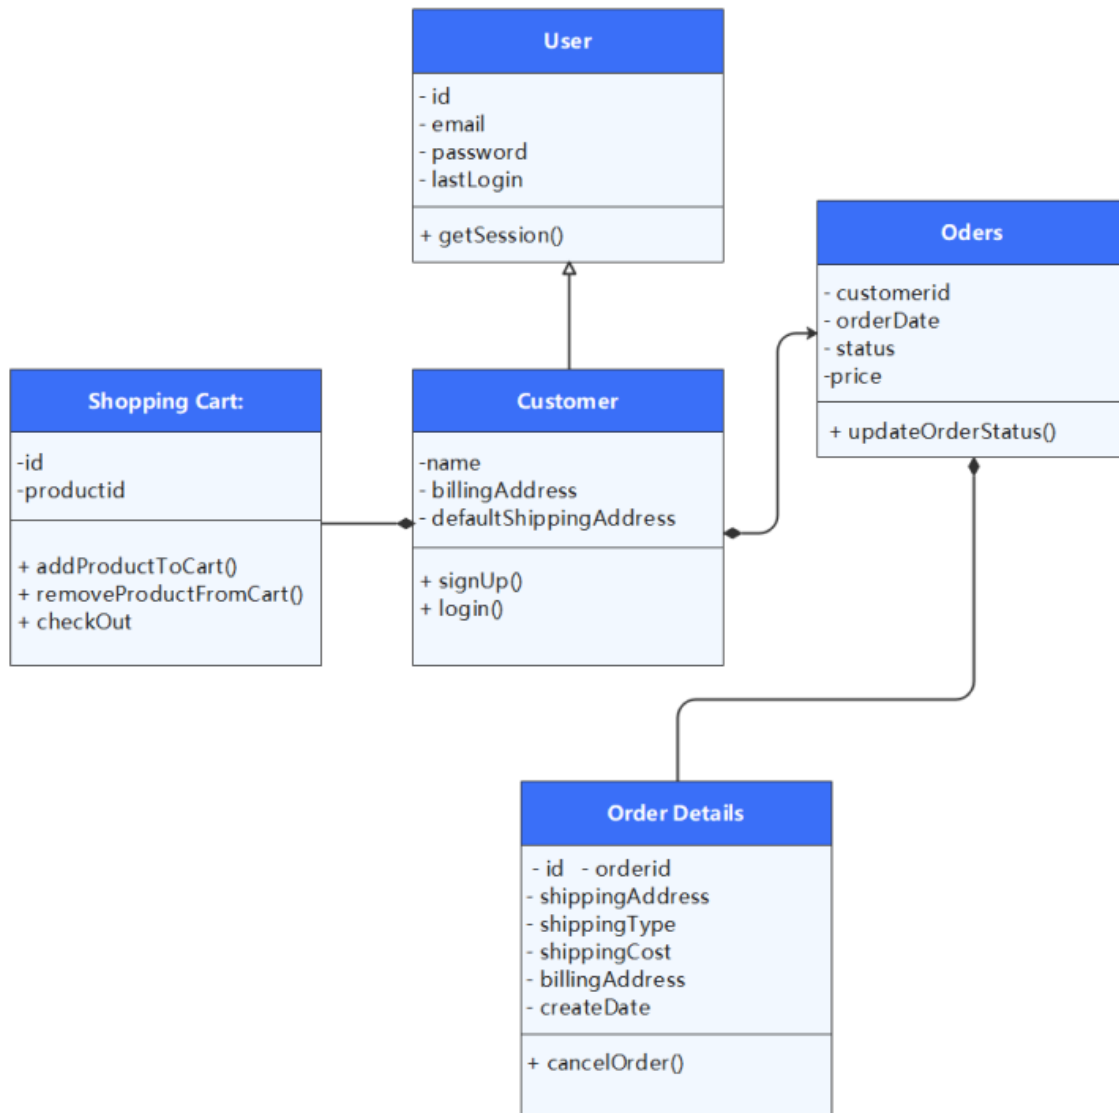 User
- id
- email
- password
- lastLogin
+ getSession()
Oders
- customerid
- orderDate
- status
-price
+ updateOrderStatus()
Shopping Cart:
-id
-productid
+ addProductToCart()
+ removeProductFromCart()
+ checkOut
Customer
-name
- billingAddress
- defaultShippingAddress
+ signUp()
+ login()
Order Details
- id - orderid
- shippingAddress
- shippingType
- shippingCost
- billingAddress
- createDate
+ cancelOrder()